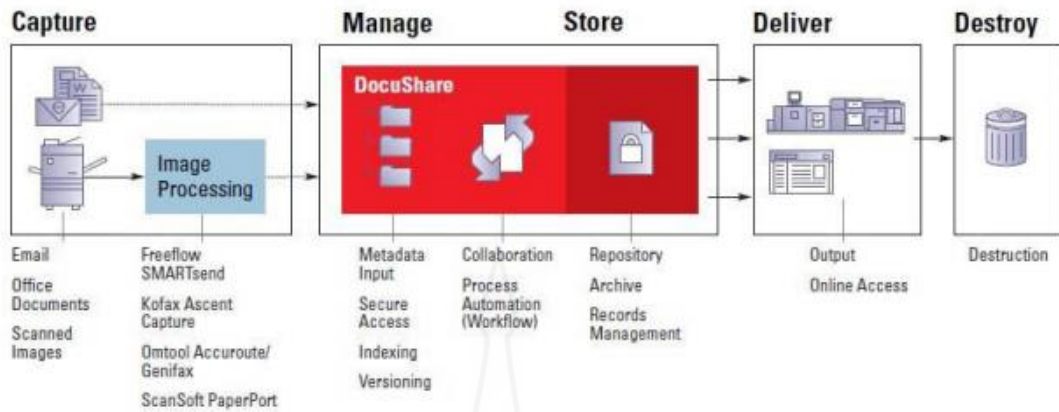 Capture
Manage
Store
Deliver
Destroy
DocuShare
Image
Processing
Email
Office
Documents
Scanned
Images
Freeflow
SMARTsend
Kofax Ascent
Capture
Omtool Accuroute/
Genifax
ScanSoft PaperPort
Metadata
Input
Secure
Access
Indexing
Versioning
Collaboration
Process
Automation
(Workflow)
Repository
Archive
Records
Management
Output
Online Access
Destruction